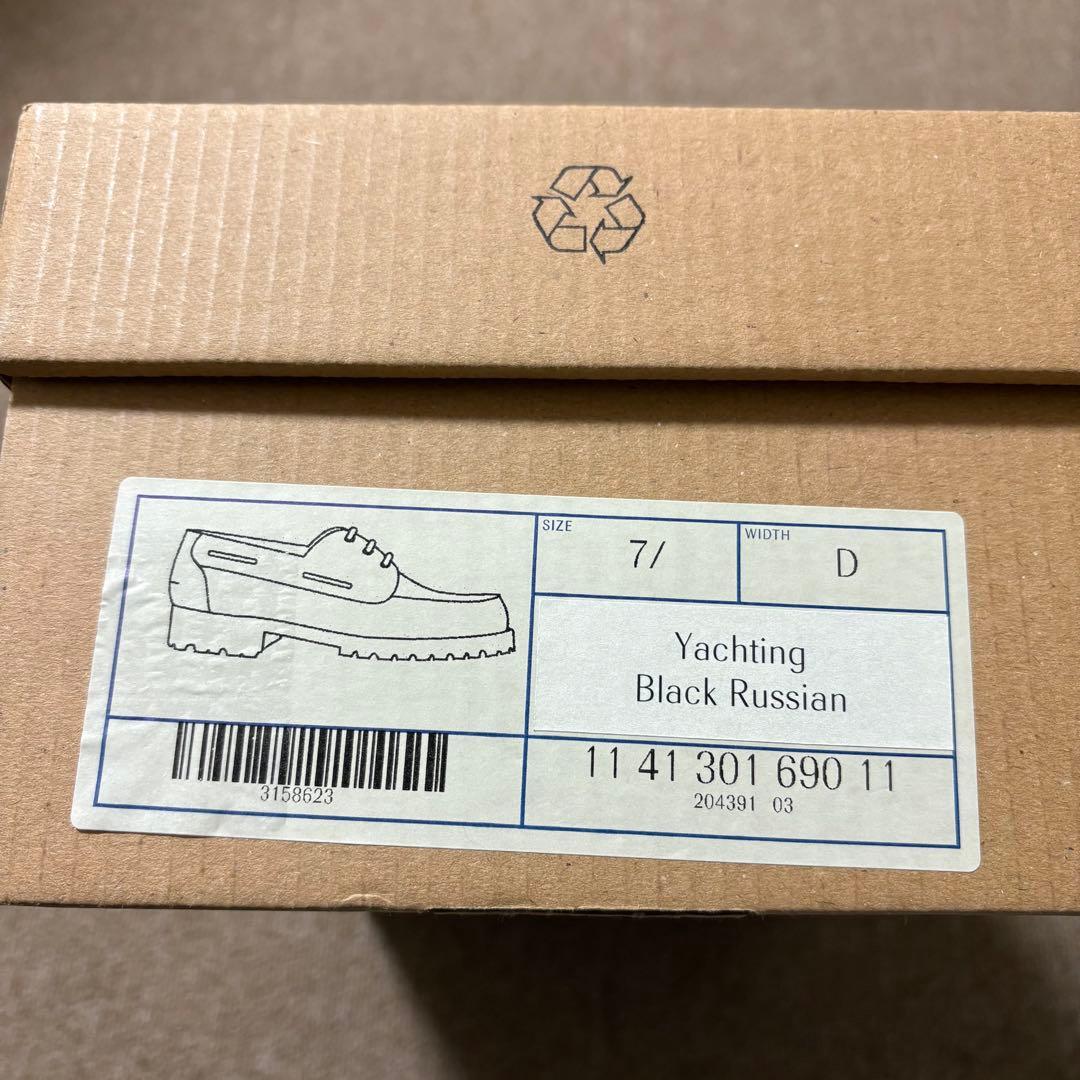 SIZE
7/
WIDTH
D
Yachting
Black Russian
3158623
11 41 301 690 11
204391 03